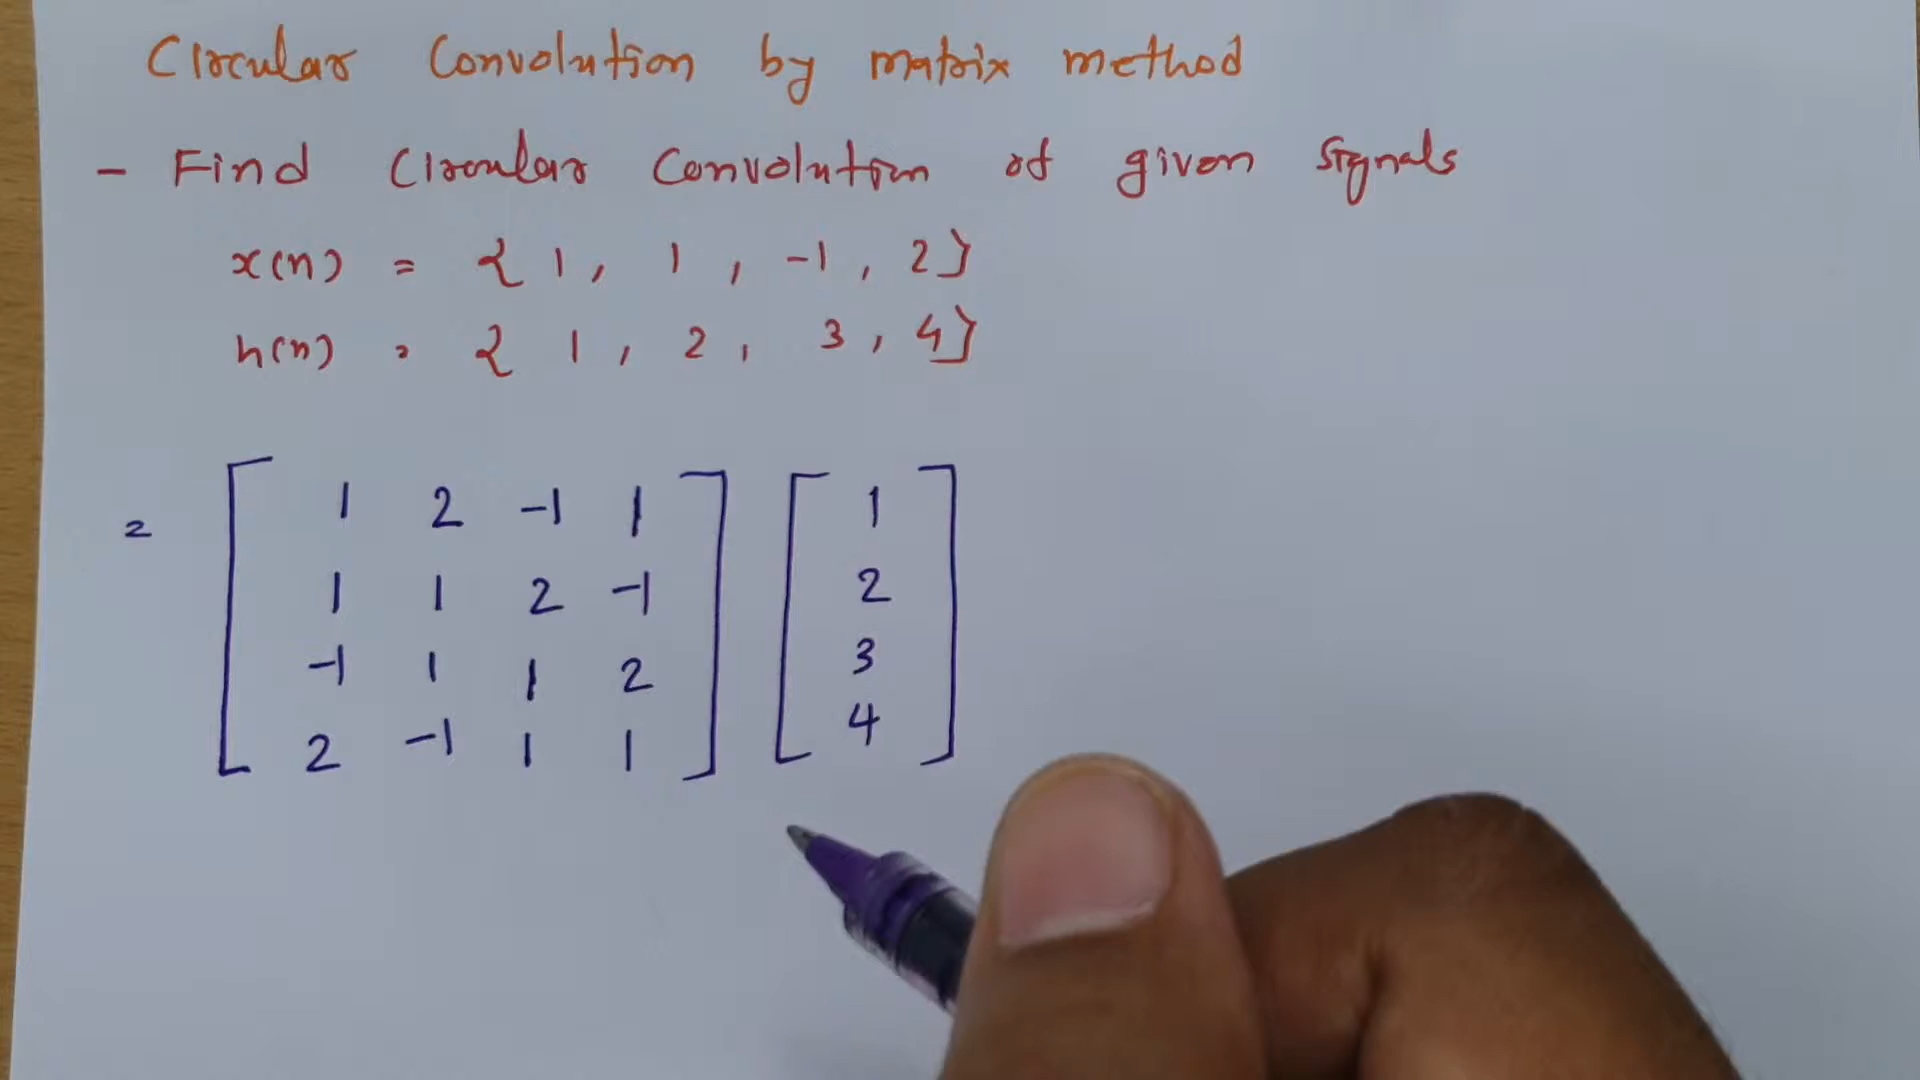 Circular Convolution by matrix method
- Find Circular Convolution of given signals
x(n) = { 1, 1, -1, 2}
h(n) = { 1, 2, 3, 4}
= [ 1 2 -1 1 ] [ 1 ]
1 1 2 -1 2
-1 1 1 2 3
2 -1 1 1 4